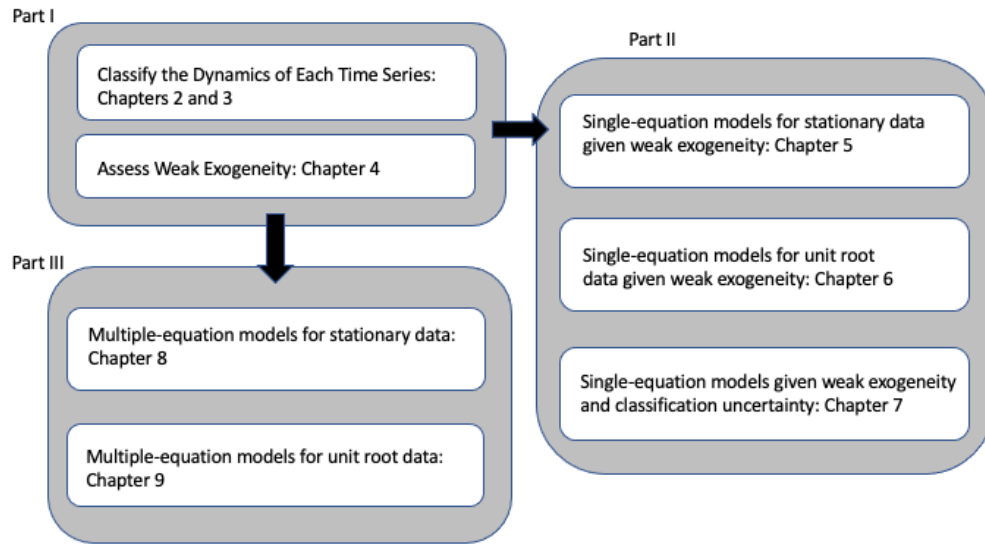 Part I
Classify the Dynamics of Each Time Series:
Chapters 2 and 3
Assess Weak Exogeneity: Chapter 4
Part II
Single-equation models for stationary data
given weak exogeneity: Chapter 5
Single-equation models for unit root
data given weak exogeneity: Chapter 6
Single-equation models given weak exogeneity
and classification uncertainty: Chapter 7
Part III
Multiple-equation models for stationary data:
Chapter 8
Multiple-equation models for unit root data:
Chapter 9